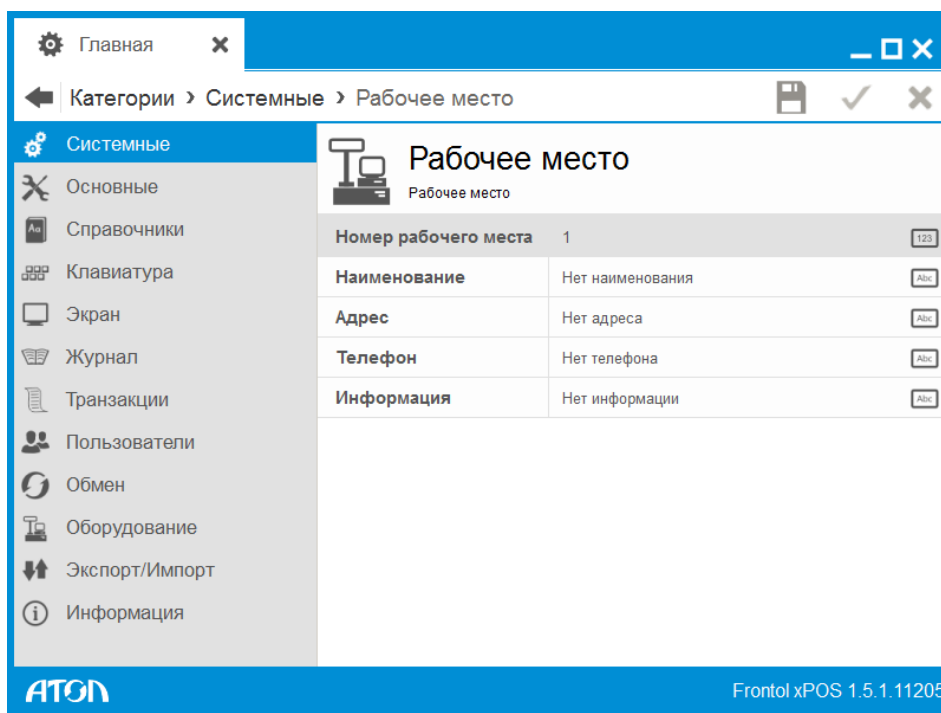 Главная
Категории › Системные › Рабочее место
Системные
Основные
Aa Справочники
Клавиатура
Экран
Журнал
Транзакции
Пользователи
Обмен
Оборудование
Экспорт/Импорт
Информация
Рабочее место
Рабочее место
Номер рабочего места 1 123
Наименование Нет наименования Abc
Адрес Нет адреса Abc
Телефон Нет телефона Abc
Информация Нет информации Abc
АТОЛ Frontol xPOS 1.5.1.11205